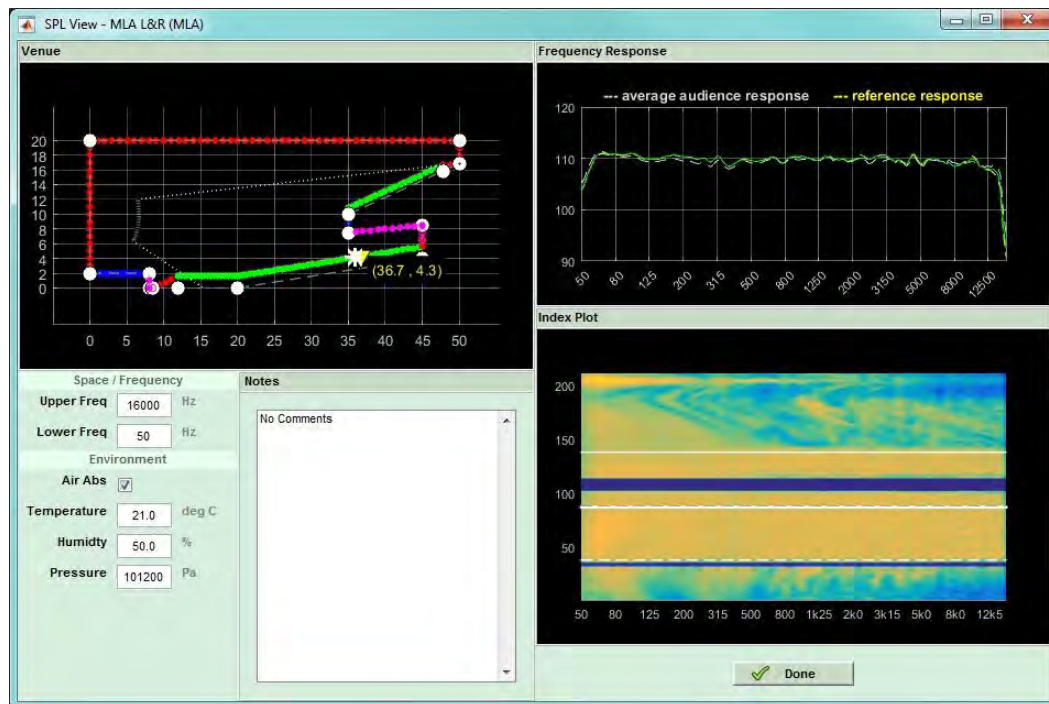 SPL View - MLA L&R (MLA)
Venue
20
18
16
14
12
10
8
6
4
2
0
(36.7 , 4.3)
0 5 10 15 20 25 30 35 40 45 50
Frequency Response
--- average audience response --- reference response
120
110
100
90
50 80 125 200 315 500 800 1250 2000 3150 5000 8000 12500
Space / Frequency
Upper Freq 16000 Hz
Lower Freq 50 Hz
Environment
Air Abs
Temperature 21.0 deg C
Humidty 50.0 %
Pressure 101200 Pa
Notes
No Comments
Index Plot
200
150
100
50
50 80 125 200 315 500 800 1k25 2k0 3k15 5k0 8k0 12k5
Done